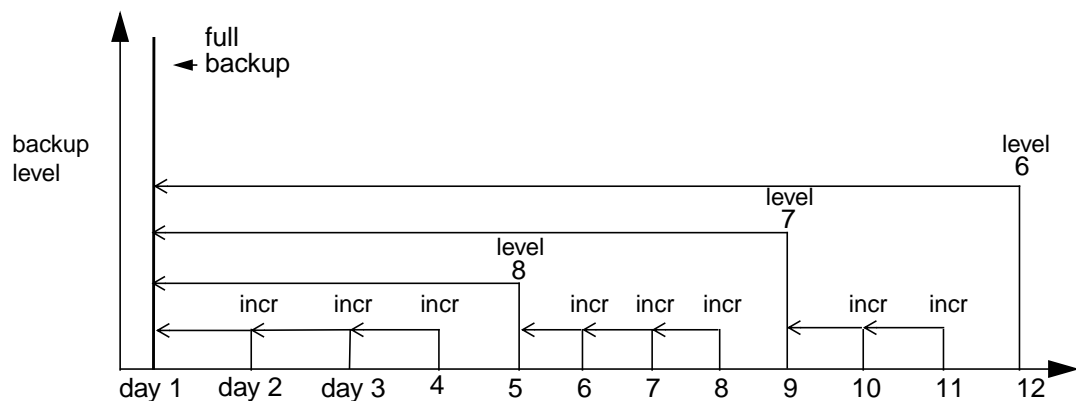 full
backup
backup
level
level
6
level
7
level
8
incr incr incr incr incr incr incr incr
day 1 day 2 day 3 4 5 6 7 8 9 10 11 12